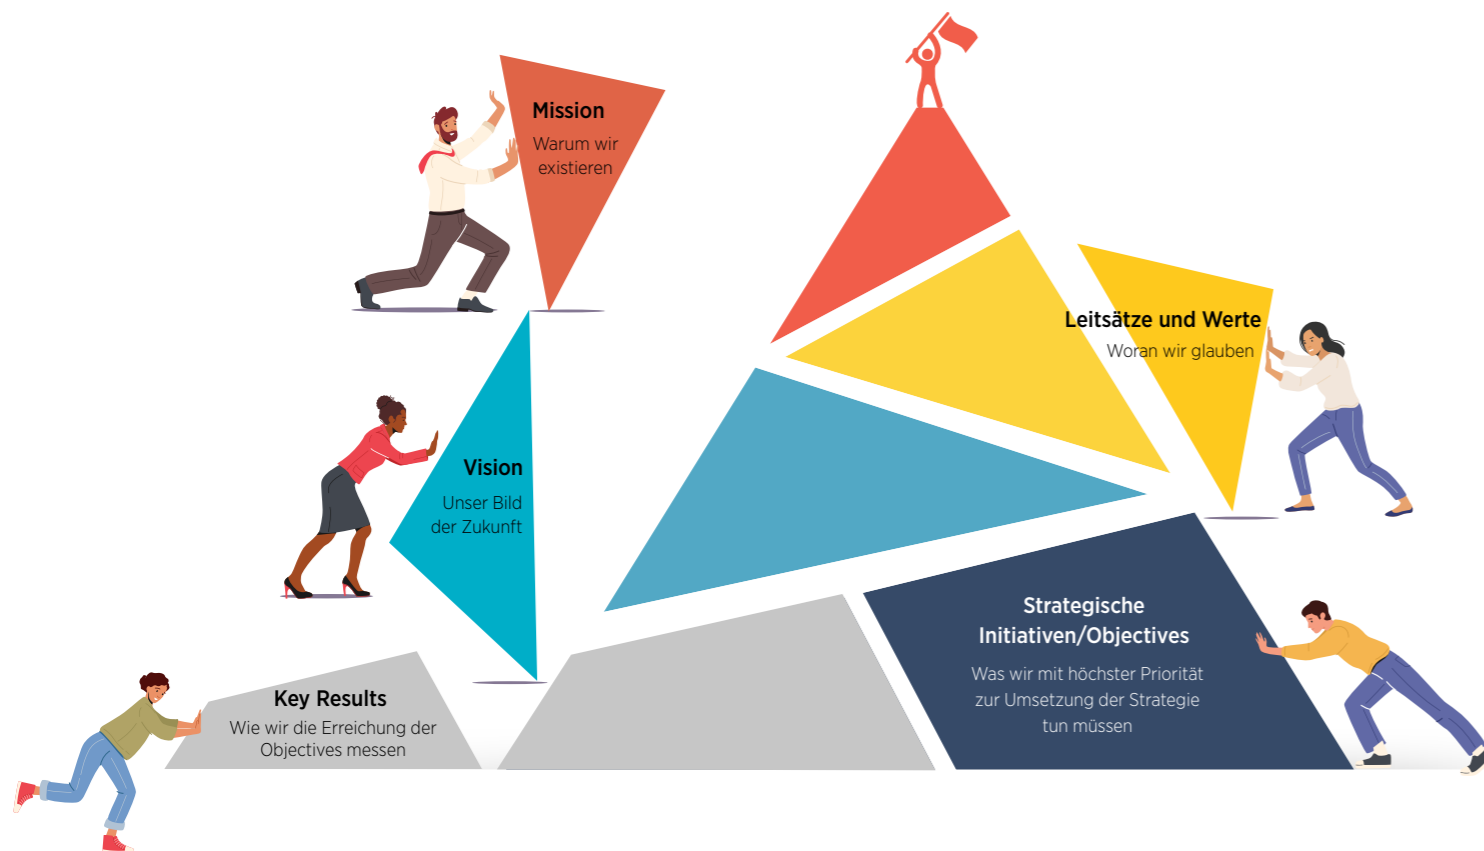 Mission
Warum wir
existieren
Leitsätze und Werte
Woran wir glauben
Vision
Unser Bild
der Zukunft
Strategische
Initiativen/Objectives
Was wir mit höchster Priorität
zur Umsetzung der Strategie
tun müssen
Key Results
Wie wir die Erreichung der
Objectives messen